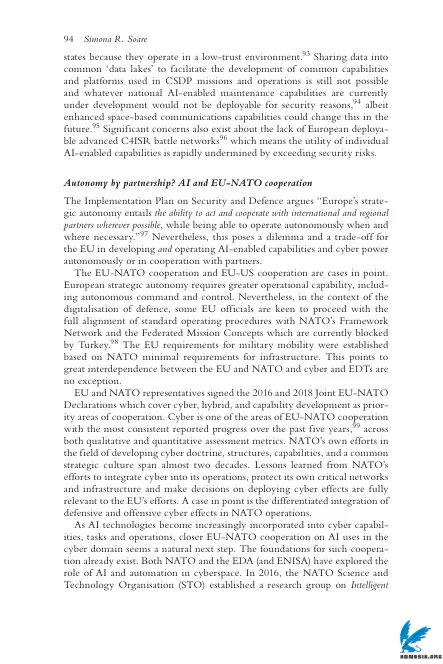 94 Simona R. Soare
states because they operate in a low-trust environment.93 Sharing data into
common ‘data lakes’ to facilitate the development of common capabilities
and platforms used in CSDP missions and operations is still not possible
and whatever national AI-enabled maintenance capabilities are currently
under development would not be deployable for security reasons,94 albeit
enhanced space-based communications capabilities could change this in the
future.95 Significant concerns also exist about the lack of European deploya-
ble advanced C4ISR battle networks96 which means the utility of individual
AI-enabled capabilities is rapidly undermined by exceeding security risks.
Autonomy by partnership? AI and EU-NATO cooperation
The Implementation Plan on Security and Defence argues “Europe’s strate-
gic autonomy entails the ability to act and cooperate with international and regional
partners wherever possible, while being able to operate autonomously when and
where necessary.”97 Nevertheless, this poses a dilemma and a trade-off for
the EU in developing and operating AI-enabled capabilities and cyber power
autonomously or in cooperation with partners.
The EU-NATO cooperation and EU-US cooperation are cases in point.
European strategic autonomy requires greater operational capability, includ-
ing autonomous command and control. Nevertheless, in the context of the
digitalisation of defence, some EU officials are keen to proceed with the
full alignment of standard operating procedures with NATO’s Framework
Network and the Federated Mission Concepts which are currently blocked
by Turkey.98 The EU requirements for military mobility were established
based on NATO minimal requirements for infrastructure. This points to
great interdependence between the EU and NATO and cyber and EDTs are
no exception.
EU and NATO representatives signed the 2016 and 2018 Joint EU-NATO
Declarations which cover cyber, hybrid, and capability development as prior-
ity areas of cooperation. Cyber is one of the areas of EU-NATO cooperation
with the most consistent reported progress over the past five years,99 across
both qualitative and quantitative assessment metrics. NATO’s own efforts in
the field of developing cyber doctrine, structures, capabilities, and a common
strategic culture span almost two decades. Lessons learned from NATO’s
efforts to integrate cyber into its operations, protect its own critical networks
and infrastructure and make decisions on deploying cyber effects are fully
relevant to the EU’s efforts. A case in point is the differentiated integration of
defensive and offensive cyber effects in NATO operations.
As AI technologies become increasingly incorporated into cyber capabil-
ities, tasks and operations, closer EU-NATO cooperation on AI uses in the
cyber domain seems a natural next step. The foundations for such coopera-
tion already exist. Both NATO and the EDA (and ENISA) have explored the
role of AI and automation in cyberspace. In 2016, the NATO Science and
Technology Organisation (STO) established a research group on Intelligent